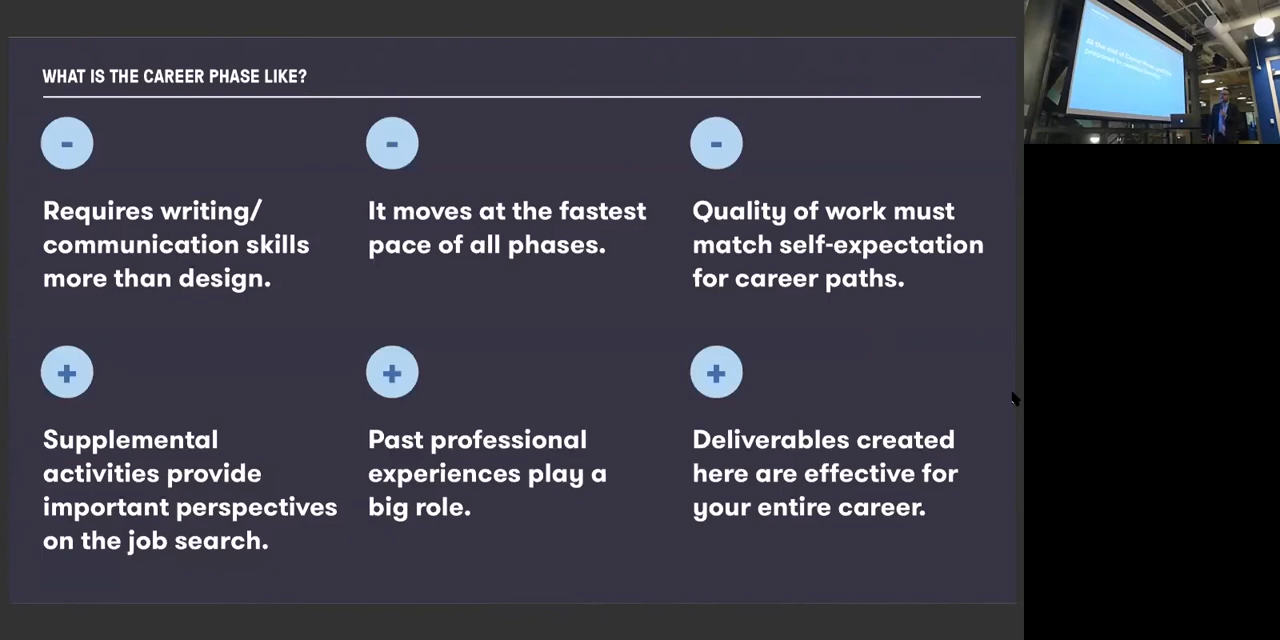 WHAT IS THE CAREER PHASE LIKE?
-
-
-
Requires writing/
communication skills
more than design.
It moves at the fastest
pace of all phases.
Quality of work must
match self-expectation
for career paths.
+
+
+
Supplemental
activities provide
important perspectives
on the job search.
Past professional
experiences play a
big role.
Deliverables created
here are effective for
your entire career.